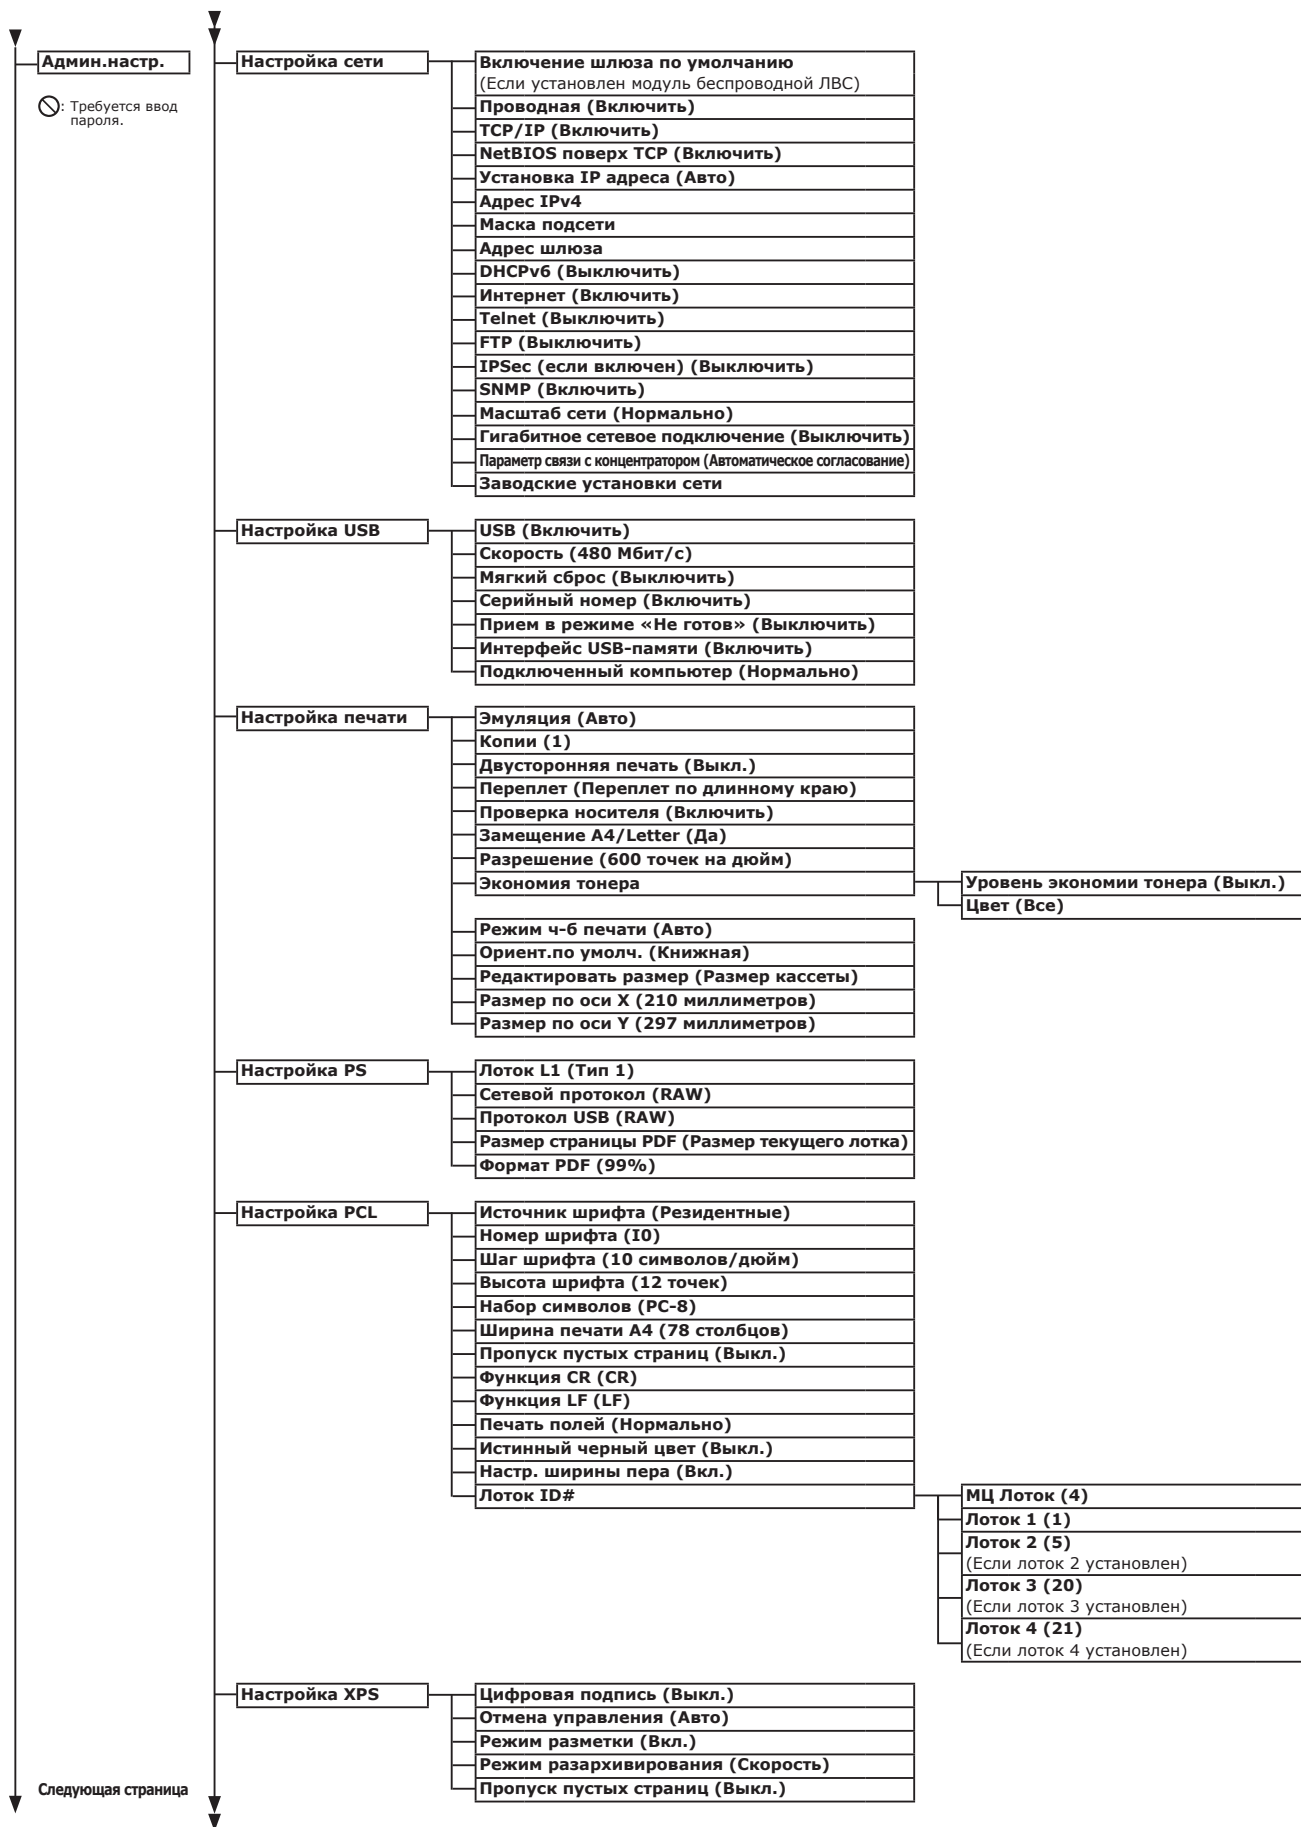 Админ.настр.
: Требуется ввод
пароля.
Настройка сети
Включение шлюза по умолчанию
(Если установлен модуль беспроводной ЛВС)
Проводная (Включить)
TCP/IP (Включить)
NetBIOS поверх TCP (Включить)
Установка IP адреса (Авто)
Адрес IPv4
Маска подсети
Адрес шлюза
DHCPv6 (Выключить)
Интернет (Включить)
Telnet (Выключить)
FTP (Выключить)
IPSec (если включен) (Выключить)
SNMP (Включить)
Масштаб сети (Нормально)
Гигабитное сетевое подключение (Выключить)
Параметр связи с концентратором (Автоматическое согласование)
Заводские установки сети
Настройка USB
USB (Включить)
Скорость (480 Мбит/с)
Мягкий сброс (Выключить)
Серийный номер (Включить)
Прием в режиме «Не готов» (Выключить)
Интерфейс USB-памяти (Включить)
Подключенный компьютер (Нормально)
Настройка печати
Эмуляция (Авто)
Копии (1)
Двусторонняя печать (Выкл.)
Переплет (Переплет по длинному краю)
Проверка носителя (Включить)
Замещение A4/Letter (Да)
Разрешение (600 точек на дюйм)
Экономия тонера
Уровень экономии тонера (Выкл.)
Цвет (Все)
Режим ч-б печати (Авто)
Ориент.по умолч. (Книжная)
Редактировать размер (Размер кассеты)
Размер по оси X (210 миллиметров)
Размер по оси Y (297 миллиметров)
Настройка PS
Лоток L1 (Тип 1)
Сетевой протокол (RAW)
Протокол USB (RAW)
Размер страницы PDF (Размер текущего лотка)
Формат PDF (99%)
Настройка PCL
Источник шрифта (Резидентные)
Номер шрифта (I0)
Шаг шрифта (10 символов/дюйм)
Высота шрифта (12 точек)
Набор символов (PC-8)
Ширина печати A4 (78 столбцов)
Пропуск пустых страниц (Выкл.)
Функция CR (CR)
Функция LF (LF)
Печать полей (Нормально)
Истинный черный цвет (Выкл.)
Настр. ширины пера (Вкл.)
Лоток ID#
МЦ Лоток (4)
Лоток 1 (1)
Лоток 2 (5)
(Если лоток 2 установлен)
Лоток 3 (20)
(Если лоток 3 установлен)
Лоток 4 (21)
(Если лоток 4 установлен)
Настройка XPS
Цифровая подпись (Выкл.)
Отмена управления (Авто)
Режим разметки (Вкл.)
Режим разархивирования (Скорость)
Пропуск пустых страниц (Выкл.)
Следующая страница